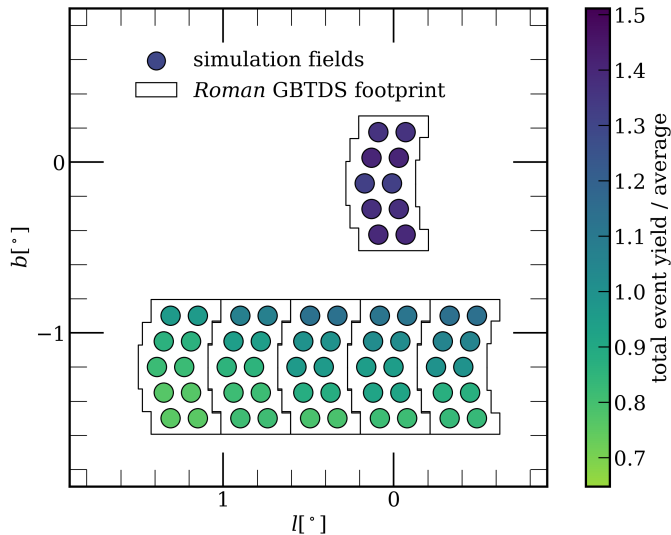 simulation fields
Roman GBTDS footprint
0
−1
b[°]
1
0
l[°]
1.5
1.4
1.3
1.2
1.1
1.0
0.9
0.8
0.7
total event yield / average